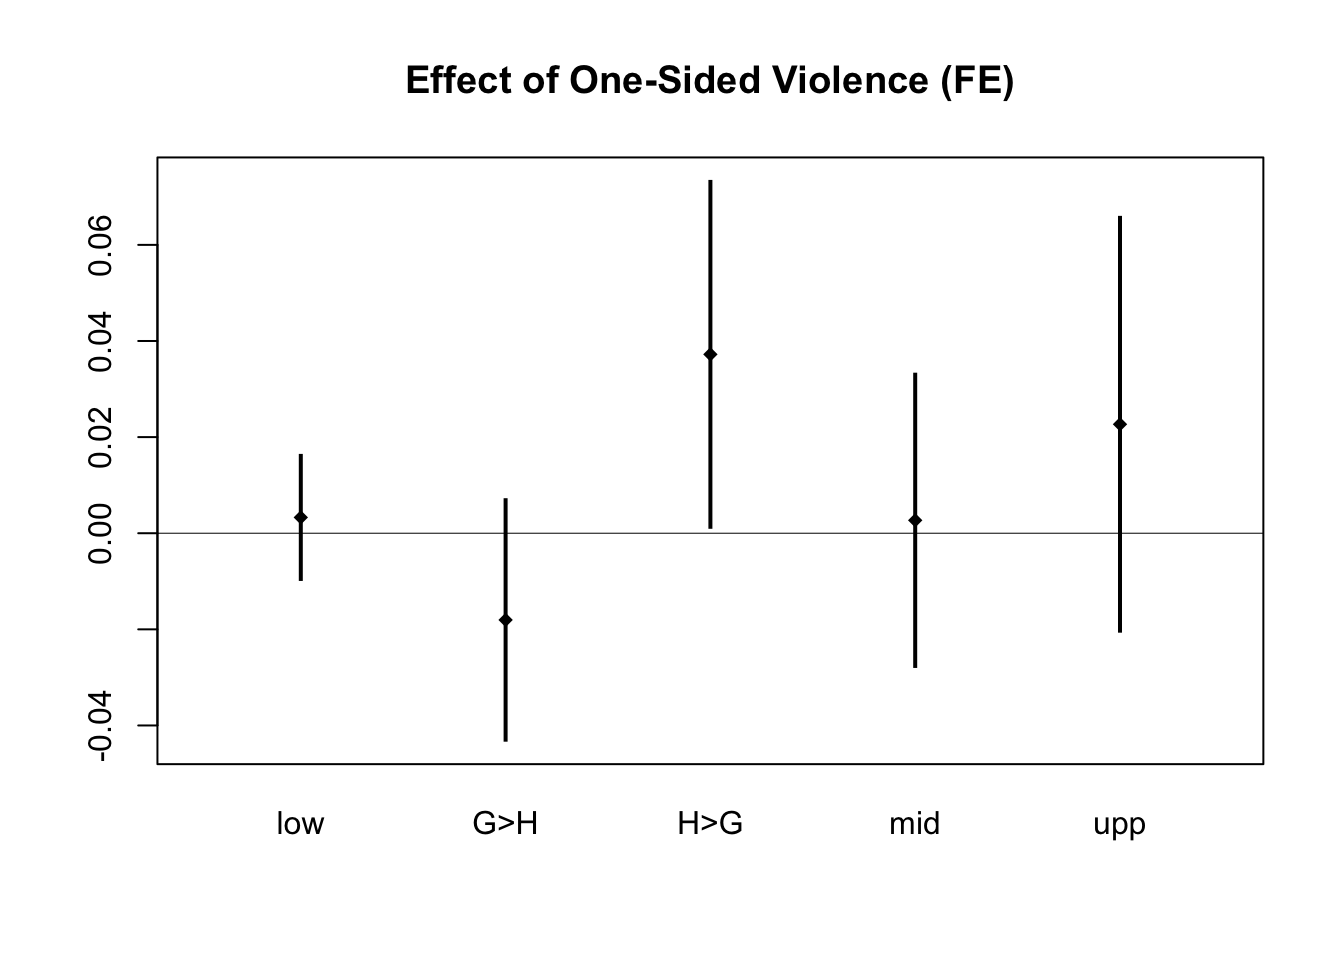 Effect of One-Sided Violence (FE)
0.06
0.04
0.02
0.00
-0.04
low G>H H>G mid upp